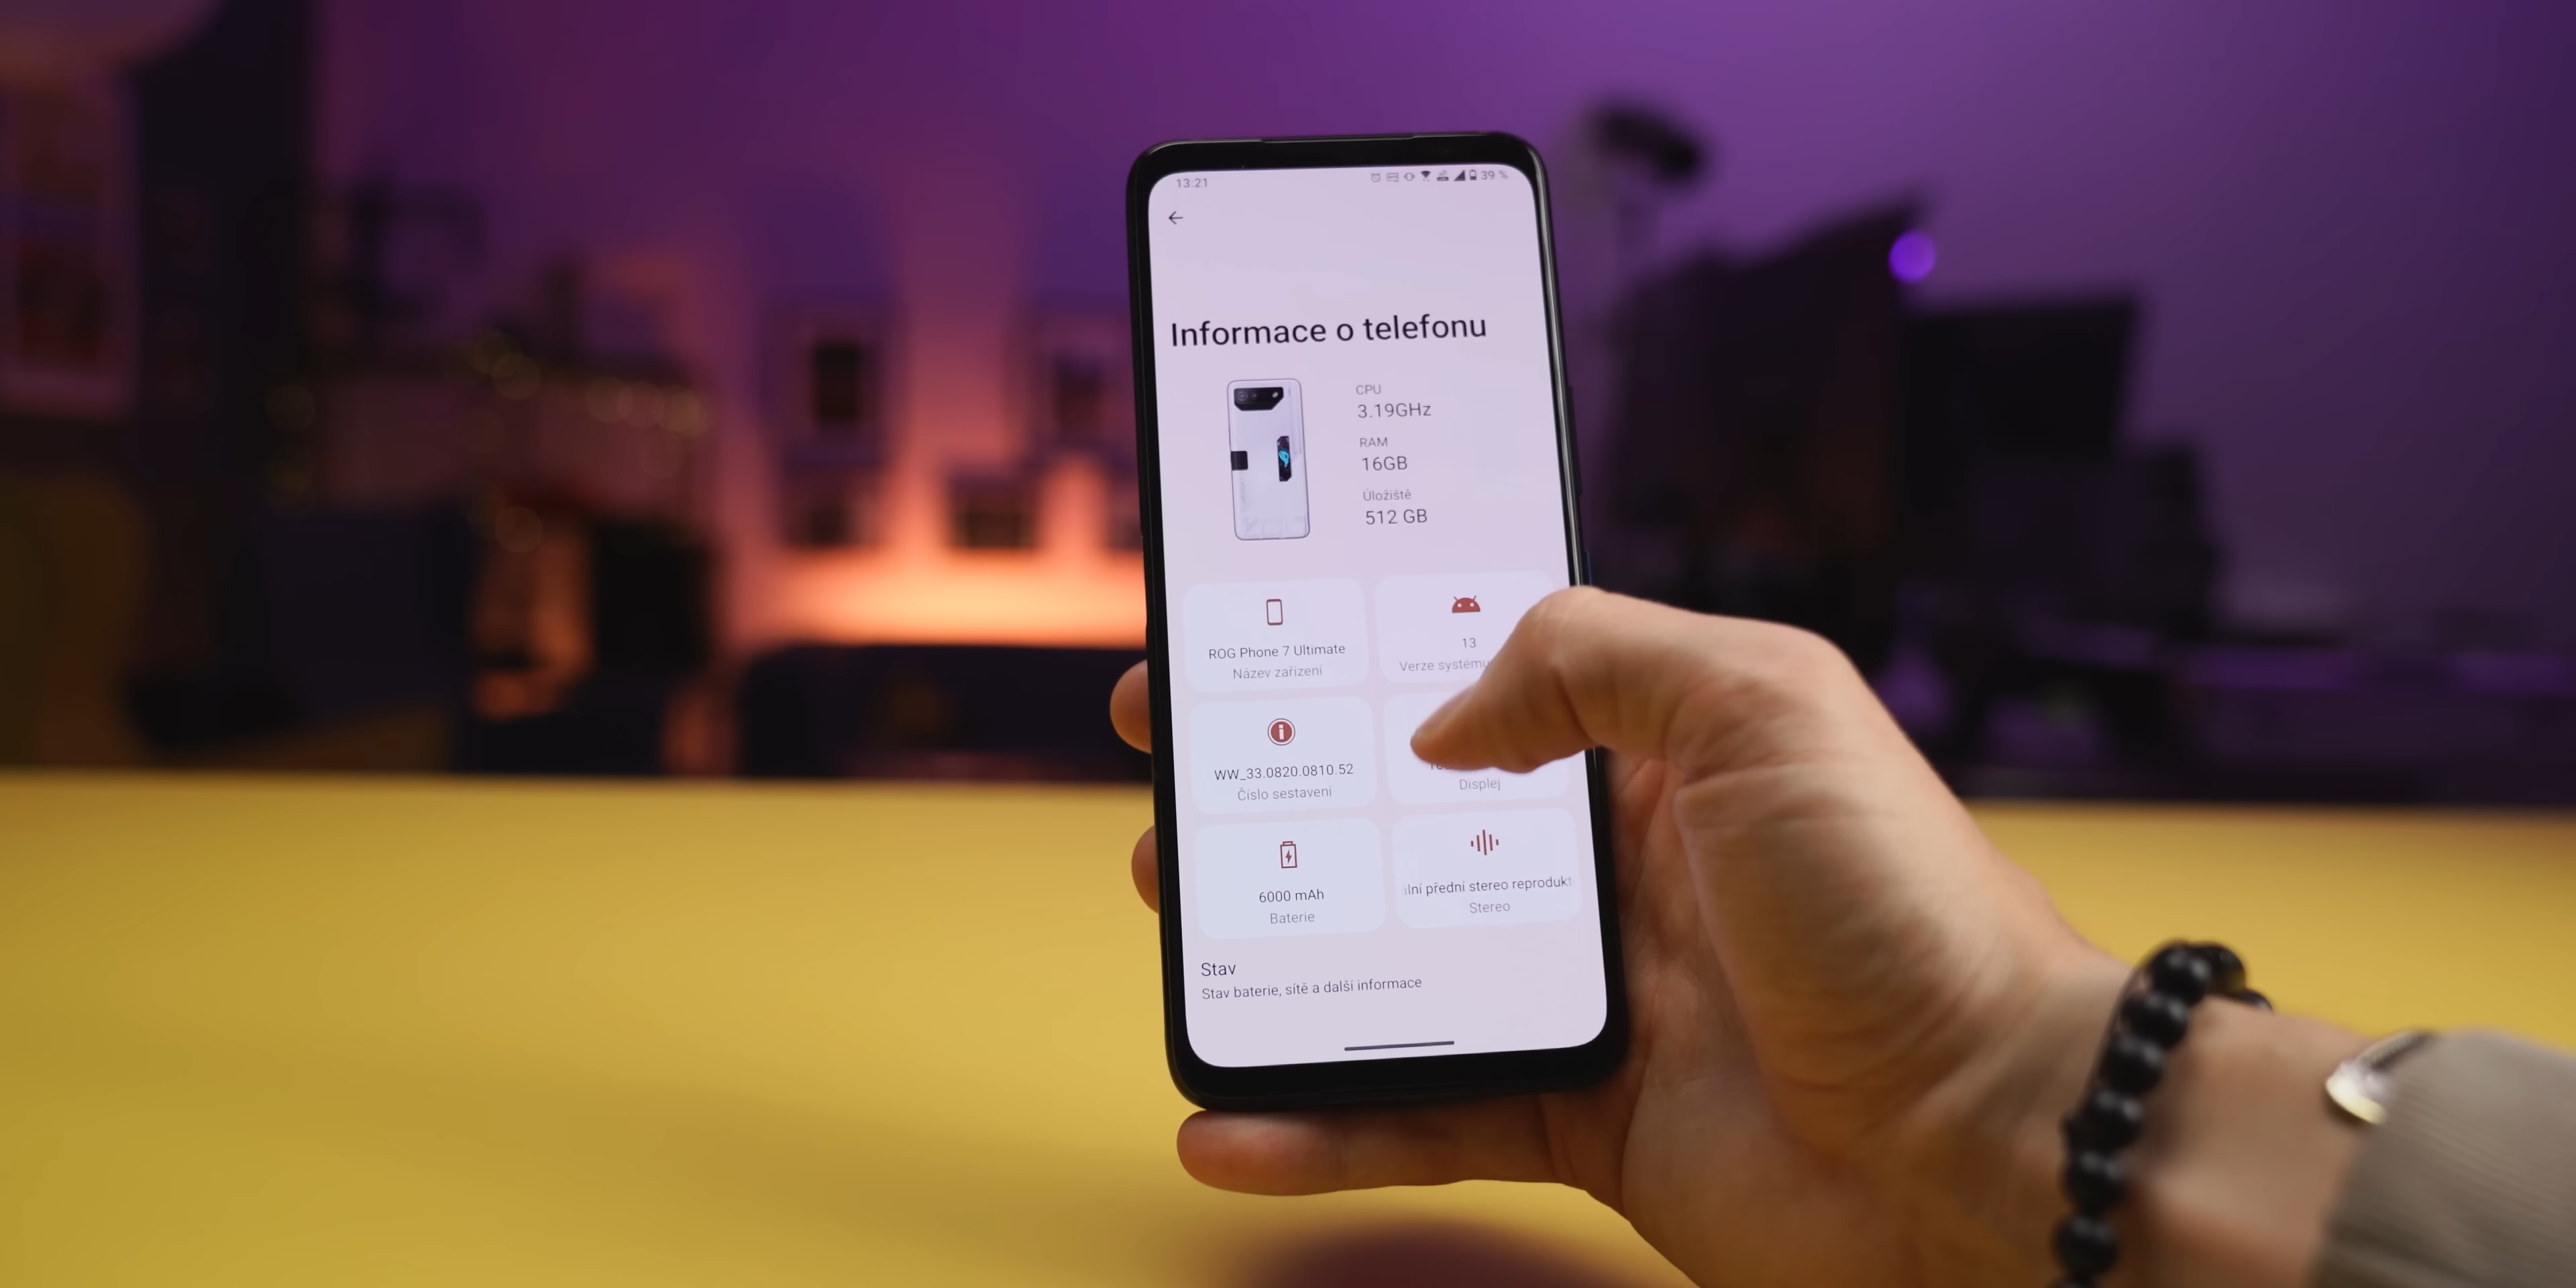 13:21
39 %
Informace o telefonu
CPU
3.19GHz
RAM
16GB
Úložiště
512 GB
ROG Phone 7 Ultimate
Název zařízení
13
Verze systému
WW_33.0820.0810.52
Číslo sestavení
Displej
6000 mAh
Baterie
přední stereo
Stereo
Stav
Stav baterie, sítě a další informace